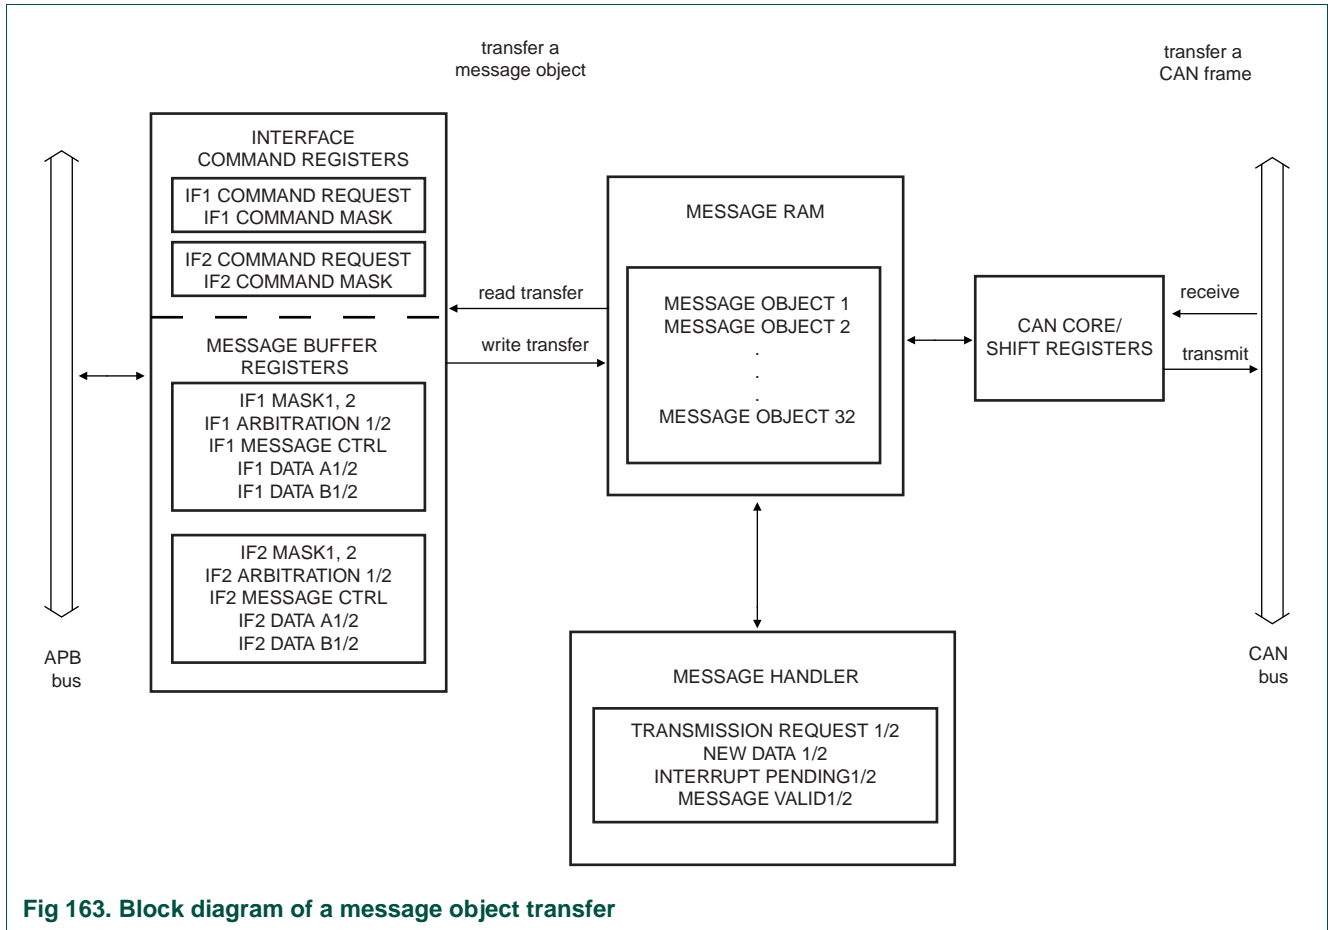 transfer a
message object
transfer a
CAN frame
INTERFACE
COMMAND REGISTERS
IF1 COMMAND REQUEST
IF1 COMMAND MASK
IF2 COMMAND REQUEST
IF2 COMMAND MASK
MESSAGE BUFFER
REGISTERS
IF1 MASK1, 2
IF1 ARBITRATION 1/2
IF1 MESSAGE CTRL
IF1 DATA A1/2
IF1 DATA B1/2
IF2 MASK1, 2
IF2 ARBITRATION 1/2
IF2 MESSAGE CTRL
IF2 DATA A1/2
IF2 DATA B1/2
APB
bus
read transfer
write transfer
MESSAGE RAM
MESSAGE OBJECT 1
MESSAGE OBJECT 2
.
.
.
MESSAGE OBJECT 32
CAN CORE/
SHIFT REGISTERS
receive
transmit
CAN
bus
MESSAGE HANDLER
TRANSMISSION REQUEST 1/2
NEW DATA 1/2
INTERRUPT PENDING1/2
MESSAGE VALID1/2
Fig 163. Block diagram of a message object transfer